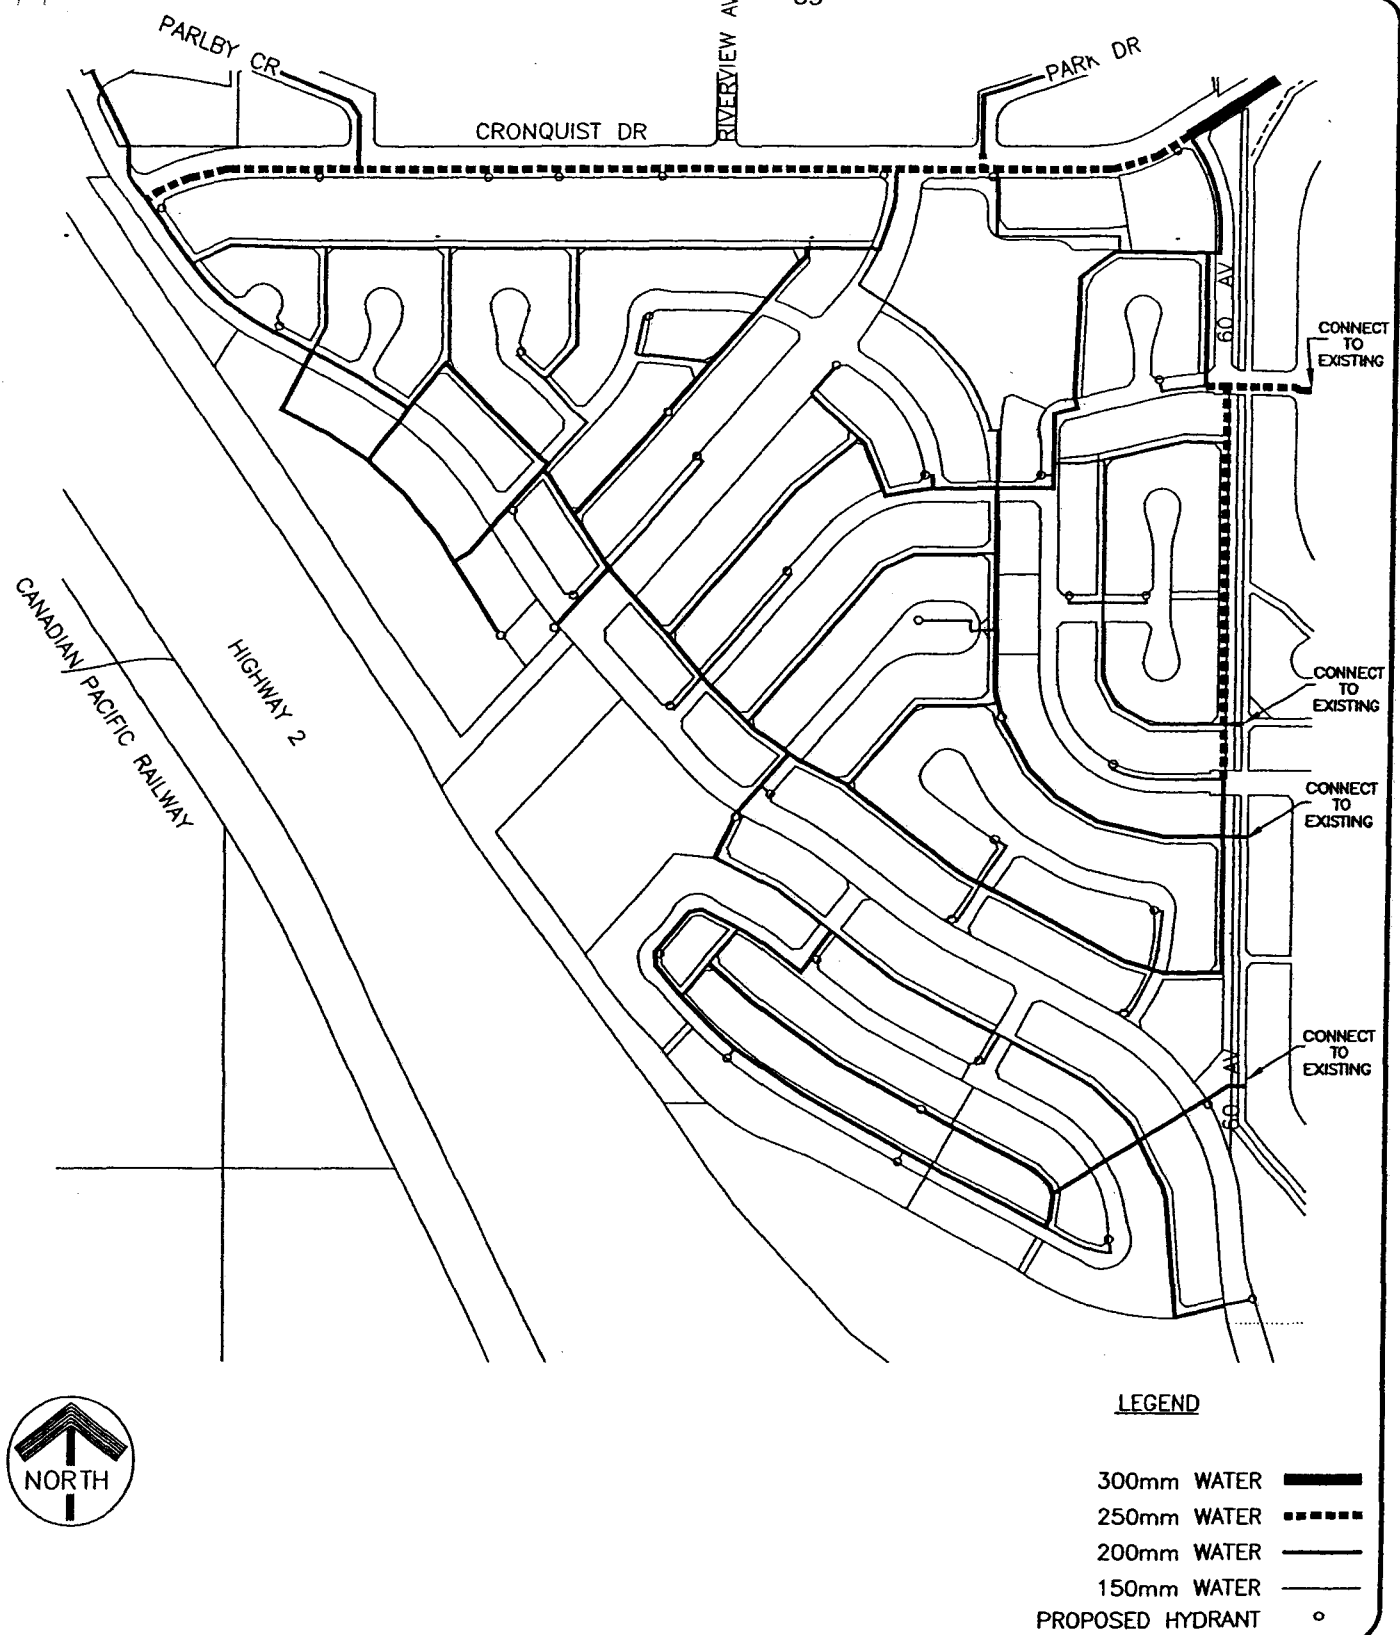 PARLBY CR
RIVERVIEW AV
PARK DR
CRONQUIST DR
60 AV
CONNECT
TO
EXISTING
CANADIAN PACIFIC RAILWAY
HIGHWAY 2
CONNECT
TO
EXISTING
CONNECT
TO
EXISTING
CONNECT
TO
EXISTING
60 AV
NORTH
LEGEND
300mm WATER
250mm WATER
200mm WATER
150mm WATER
PROPOSED HYDRANT